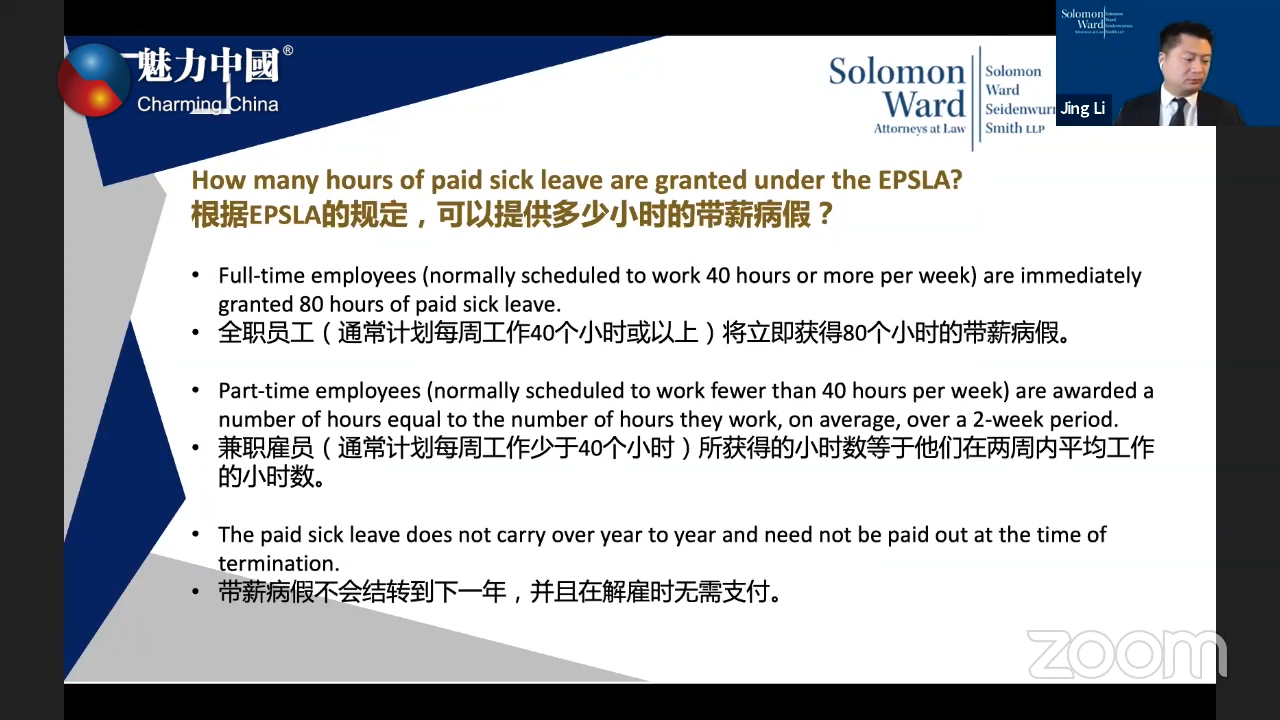 魅力中國®
Charming China
Solomon Ward
Attorneys at Law
Solomon
Ward
Smith LLP
Solomon
Ward
Attorneys at Law
Solomon
Ward
Smith LLP
Jing Li
How many hours of paid sick leave are granted under the EPSLA?
根据EPSLA的规定，可以提供多少小时的带薪病假？
• Full-time employees (normally scheduled to work 40 hours or more per week) are immediately
granted 80 hours of paid sick leave.
• 全职员工（通常计划每周工作40个小时或以上）将立即获得80个小时的带薪病假。
• Part-time employees (normally scheduled to work fewer than 40 hours per week) are awarded a
number of hours equal to the number of hours they work, on average, over a 2-week period.
• 兼职雇员（通常计划每周工作少于40个小时）所获得的小时数等于他们在两周内平均工作
的小时数。
• The paid sick leave does not carry over year to year and need not be paid out at the time of
termination.
• 带薪病假不会结转到下一年，并且在解雇时无需支付。
zoom